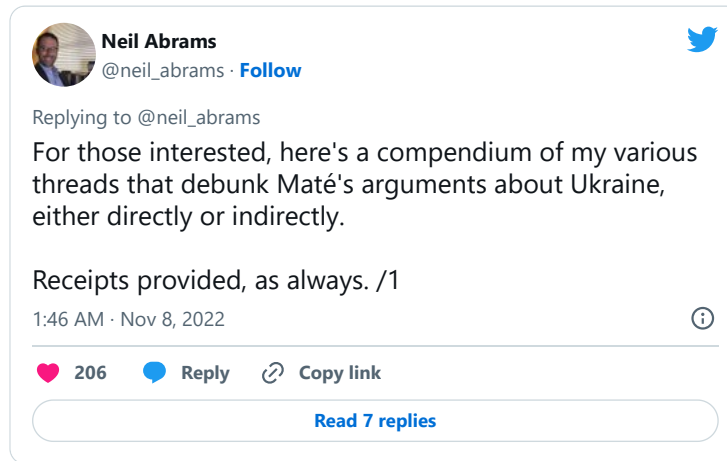 Neil Abrams
@neil_abrams · Follow
Replying to @neil_abrams
For those interested, here's a compendium of my various
threads that debunk Maté's arguments about Ukraine,
either directly or indirectly.
Receipts provided, as always. /1
1:46 AM · Nov 8, 2022
206 Reply Copy link
Read 7 replies